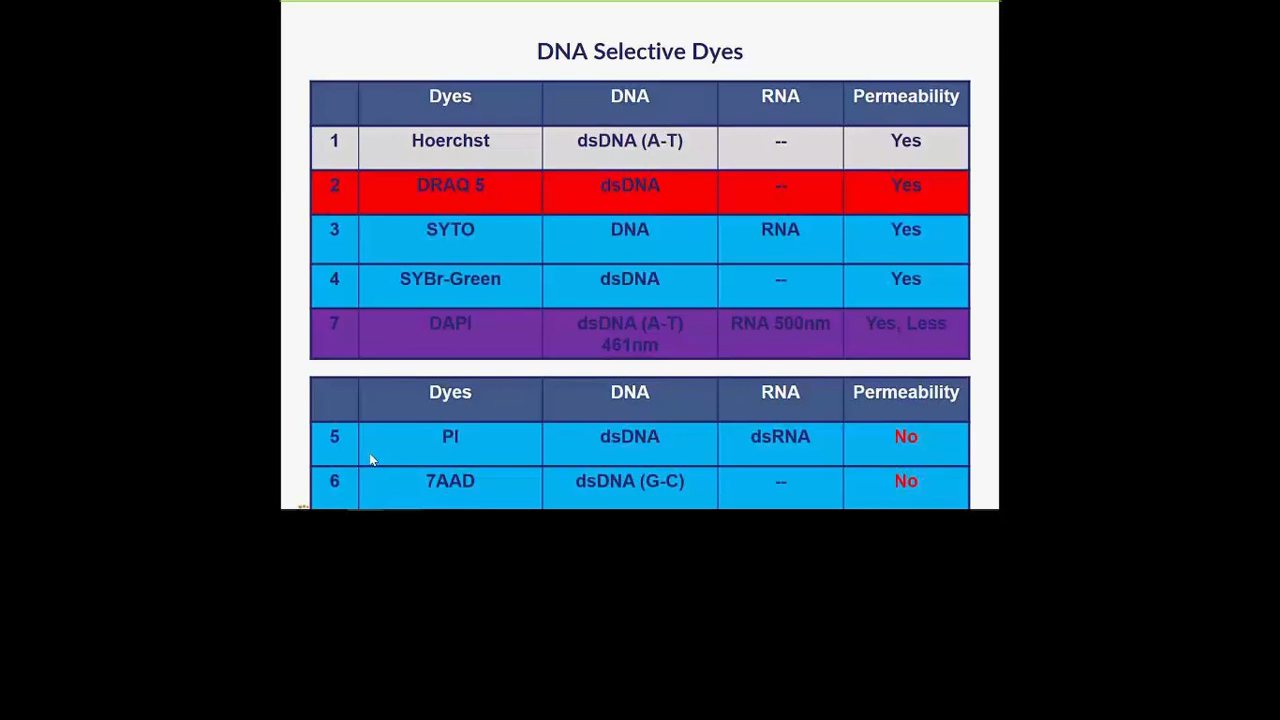 DNA Selective Dyes
Dyes DNA RNA Permeability
1 Hoerchst dsDNA (A-T) -- Yes
2 DRAQ 5 dsDNA -- Yes
3 SYTO DNA RNA Yes
4 SYBr-Green dsDNA -- Yes
7 DAPI dsDNA (A-T) RNA 500nm Yes, Less
461nm
Dyes DNA RNA Permeability
5 PI dsDNA dsRNA No
6 7AAD dsDNA (G-C) -- No